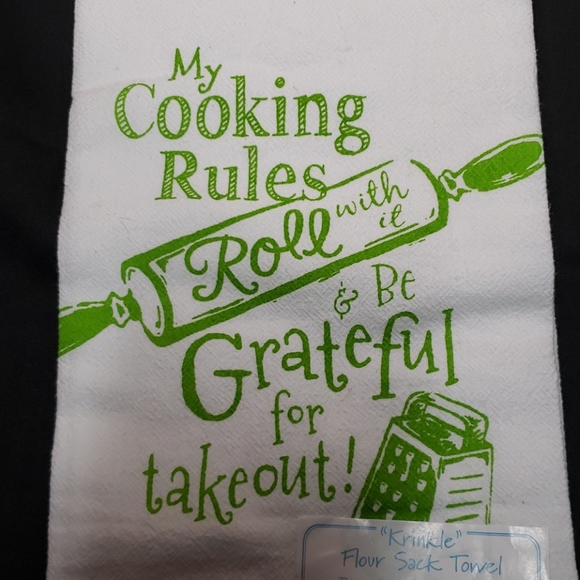 My
Cooking
Rules
Roll with it
& Be
Grateful
for
takeout!
"Krinkle"
Flour Sack Towel